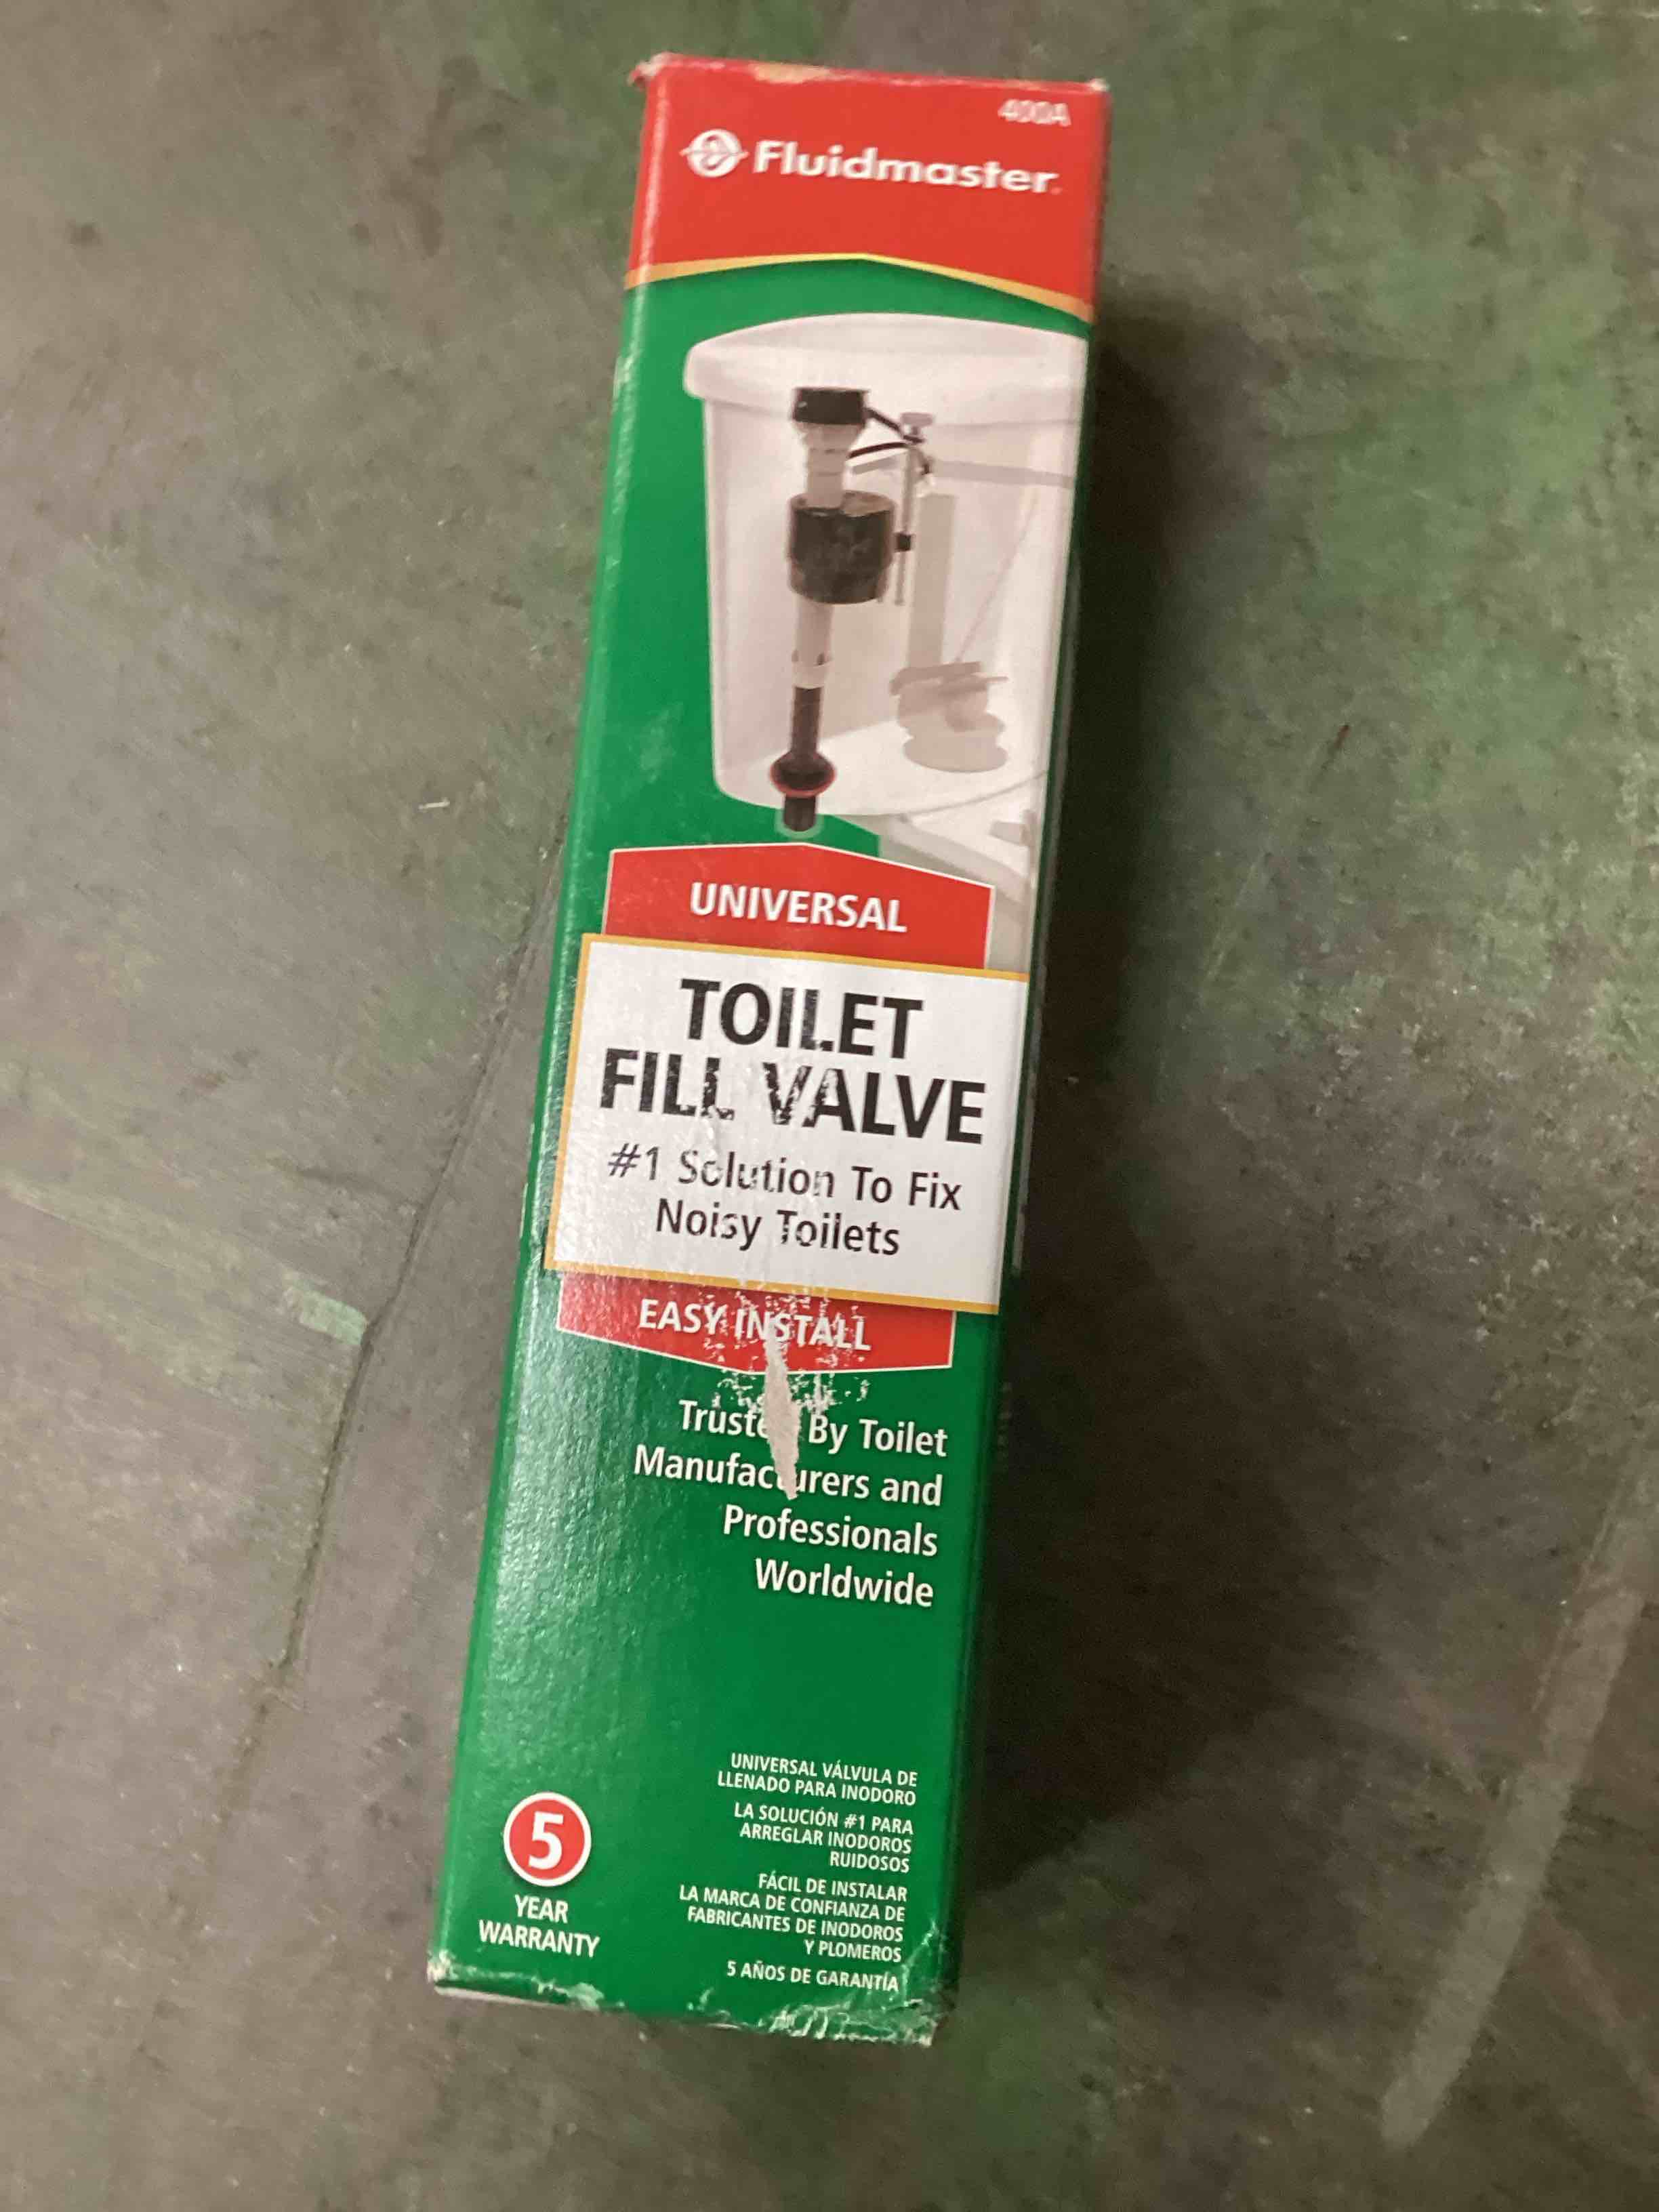 400A
Fluidmaster
UNIVERSAL
TOILET
FILL VALVE
#1 Solution To Fix
Noisy Toilets
EASY INSTALL
Trusted By Toilet
Manufacturers and
Professionals
Worldwide
5
YEAR
WARRANTY
UNIVERSAL VÁLVULA DE
LLENADO PARA INODORO
LA SOLUCIÓN #1 PARA
ARREGLAR INODOROS
RUIDOSOS
FÁCIL DE INSTALAR
LA MARCA DE CONFIANZA DE
FABRICANTES DE INODOROS
Y PLOMEROS
5 AÑOS DE GARANTÍA